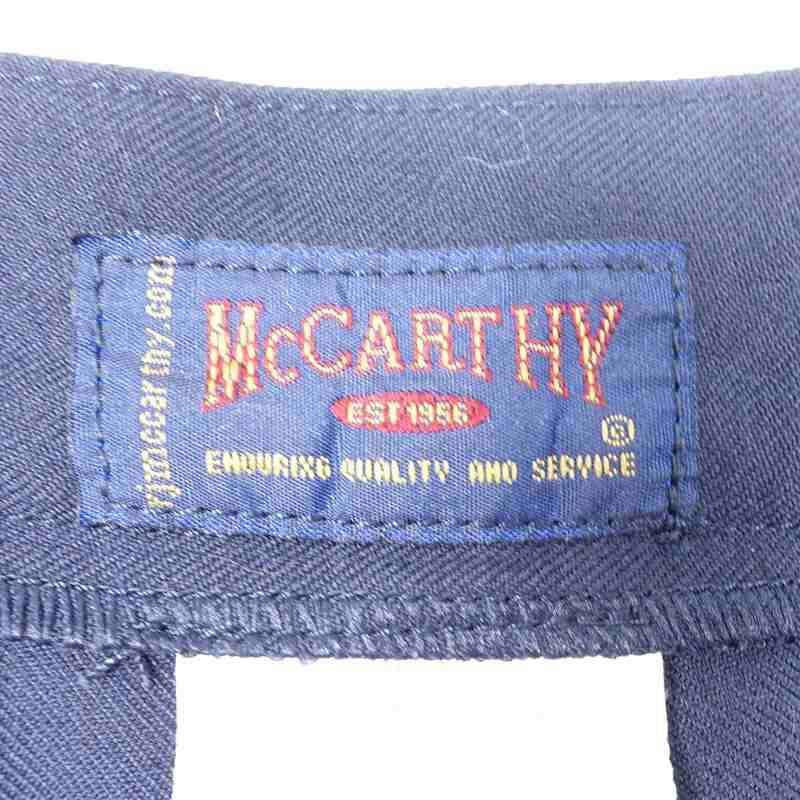 rjmccarthy.com
McCARTHY
EST 1956
®
ENDURING QUALITY AND SERVICE